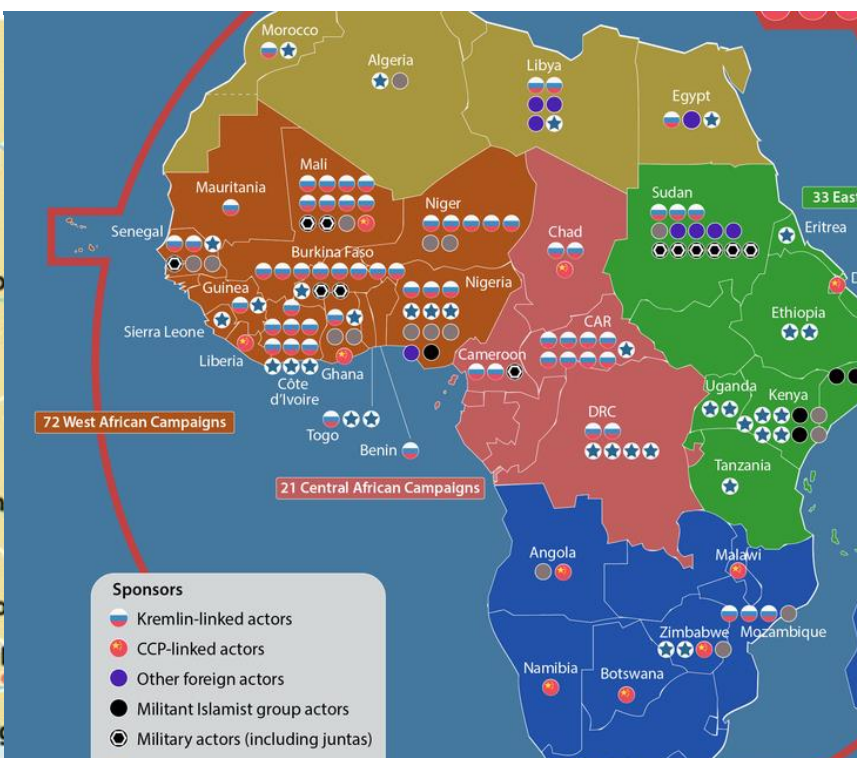 Morocco
Algeria
Libya
Egypt
Mauritania
Mali
Niger
Chad
Sudan
33 East
Eritrea
Senegal
Burkina Faso
Nigeria
Guinea
Sierra Leone
Liberia
Côte
d'Ivoire
Ghana
Togo
Benin
Cameroon
CAR
Ethiopia
Uganda
Kenya
DRC
Tanzania
72 West African Campaigns
21 Central African Campaigns
Angola
Malawi
Zimbabwe
Mozambique
Namibia
Botswana
Sponsors
Kremlin-linked actors
CCP-linked actors
Other foreign actors
Militant Islamist group actors
Military actors (including juntas)